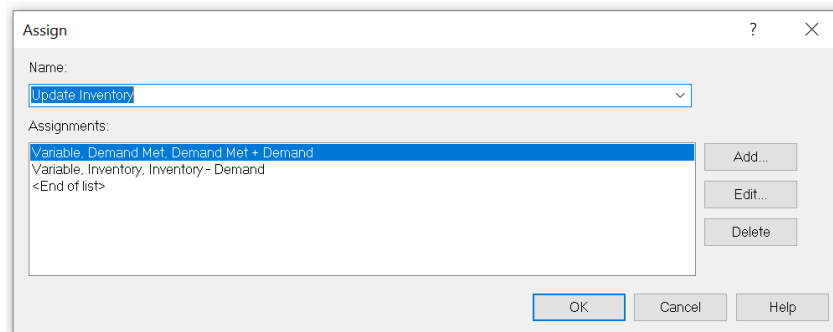 Assign
?
Name:
Update Inventory
Assignments:
Variable, Demand Met, Demand Met + Demand
Variable, Inventory, Inventory - Demand
<End of list>
Add...
Edit...
Delete
OK
Cancel
Help